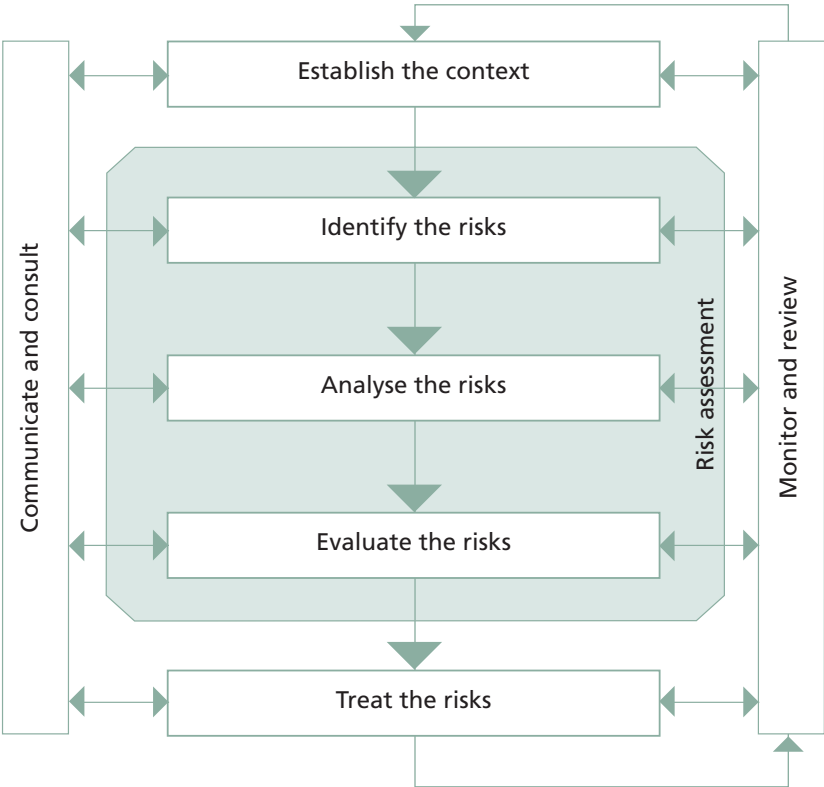 Establish the context
Communicate and consult
Identify the risks
Analyse the risks
Evaluate the risks
Risk assessment
Monitor and review
Treat the risks